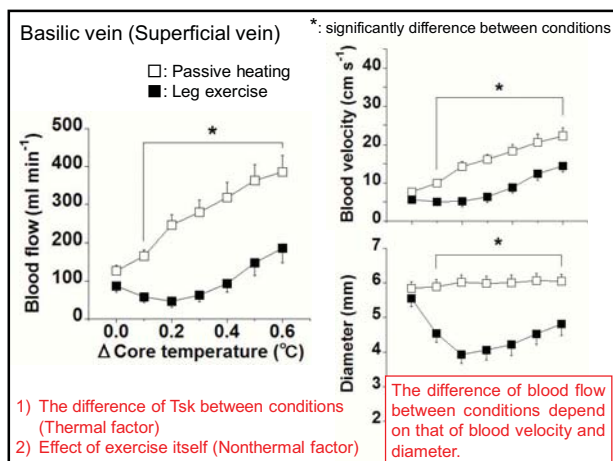 Basilic vein (Superficial vein)
*: significantly difference between conditions
□: Passive heating
■: Leg exercise
Blood flow (ml min-1)
500
400
300
200
100
0
*
0.0 0.2 0.4 0.6
Δ Core temperature (℃)
Blood velocity (cm s-1)
40
30
20
10
0
*
Diameter (mm)
7
6
5
4
3
2
*
1) The difference of Tsk between conditions
(Thermal factor)
2) Effect of exercise itself (Nonthermal factor)
The difference of blood flow
between conditions depend
on that of blood velocity and
diameter.